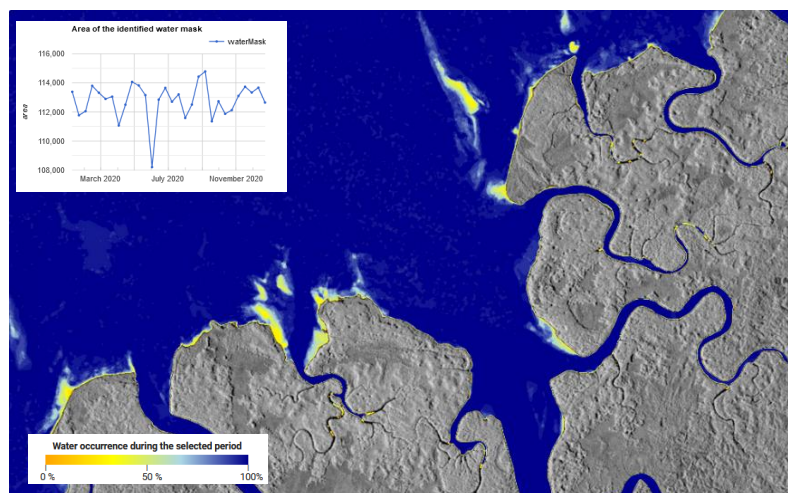 Area of the identified water mask
waterMask
116,000
114,000
112,000
110,000
108,000
area
March 2020 July 2020 November 2020
Water occurrence during the selected period
0 % 50 % 100%